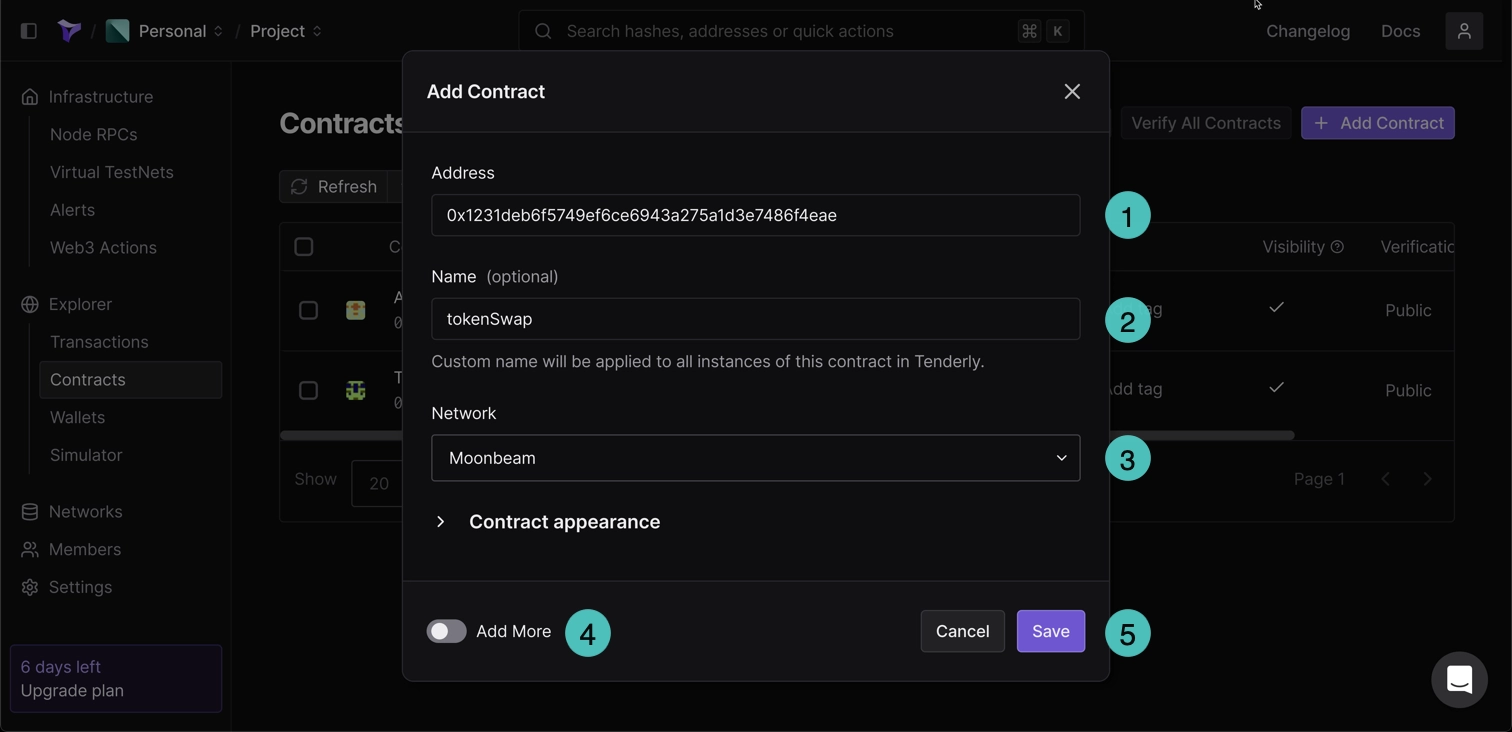 / Personal / Project
Search hashes, addresses or quick actions ⌘ K
Changelog Docs
Infrastructure
Node RPCs
Virtual TestNets
Alerts
Web3 Actions
Explorer
Transactions
Contracts
Wallets
Simulator
Networks
Members
Settings
6 days left
Upgrade plan
Contracts
Verify All Contracts + Add Contract
Refresh
C Visibility Verificatio
A tag Public
0
T dd tag Public
0
Show 20 Page 1
Add Contract
Address
0x1231deb6f5749ef6ce6943a275a1d3e7486f4eae 1
Name (optional)
tokenSwap 2
Custom name will be applied to all instances of this contract in Tenderly.
Network
Moonbeam 3
Contract appearance
Add More 4 Cancel Save 5